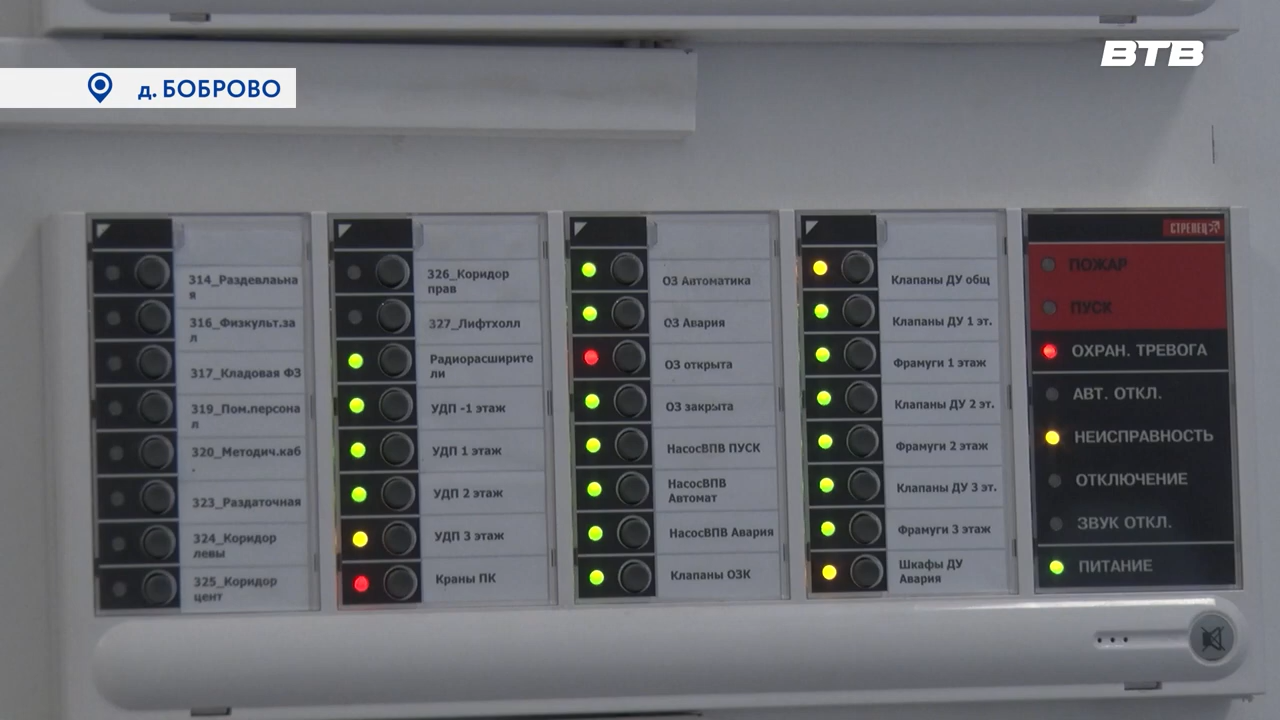 ВТВ
д. БОБРОВО
314_Раздевлаьна
я
316_Физкульт.за
л
317_Кладовая ФЗ
319_Пом.персона
л
320_Методич.каб
.
323_Раздаточная
324_Коридор
левы
325_Коридор
цент
326_Коридор
прав
327_Лифтхолл
Радиорасширите
ли
УДП -1 этаж
УДП 1 этаж
УДП 2 этаж
УДП 3 этаж
Краны ПК
ОЗ Автоматика
ОЗ Авария
ОЗ открыта
ОЗ закрыта
НасосВПВ ПУСК
НасосВПВ
Автомат
НасосВПВ Авария
Клапаны ОЗК
Клапаны ДУ общ
Клапаны ДУ 1 эт.
Фрамуги 1 этаж
Клапаны ДУ 2 эт.
Фрамуги 2 этаж
Клапаны ДУ 3 эт.
Фрамуги 3 этаж
Шкафы ДУ
Авария
СТРЕЛЕЦ
ПОЖАР
ПУСК
ОХРАН. ТРЕВОГА
АВТ. ОТКЛ.
НЕИСПРАВНОСТЬ
ОТКЛЮЧЕНИЕ
ЗВУК ОТКЛ.
ПИТАНИЕ